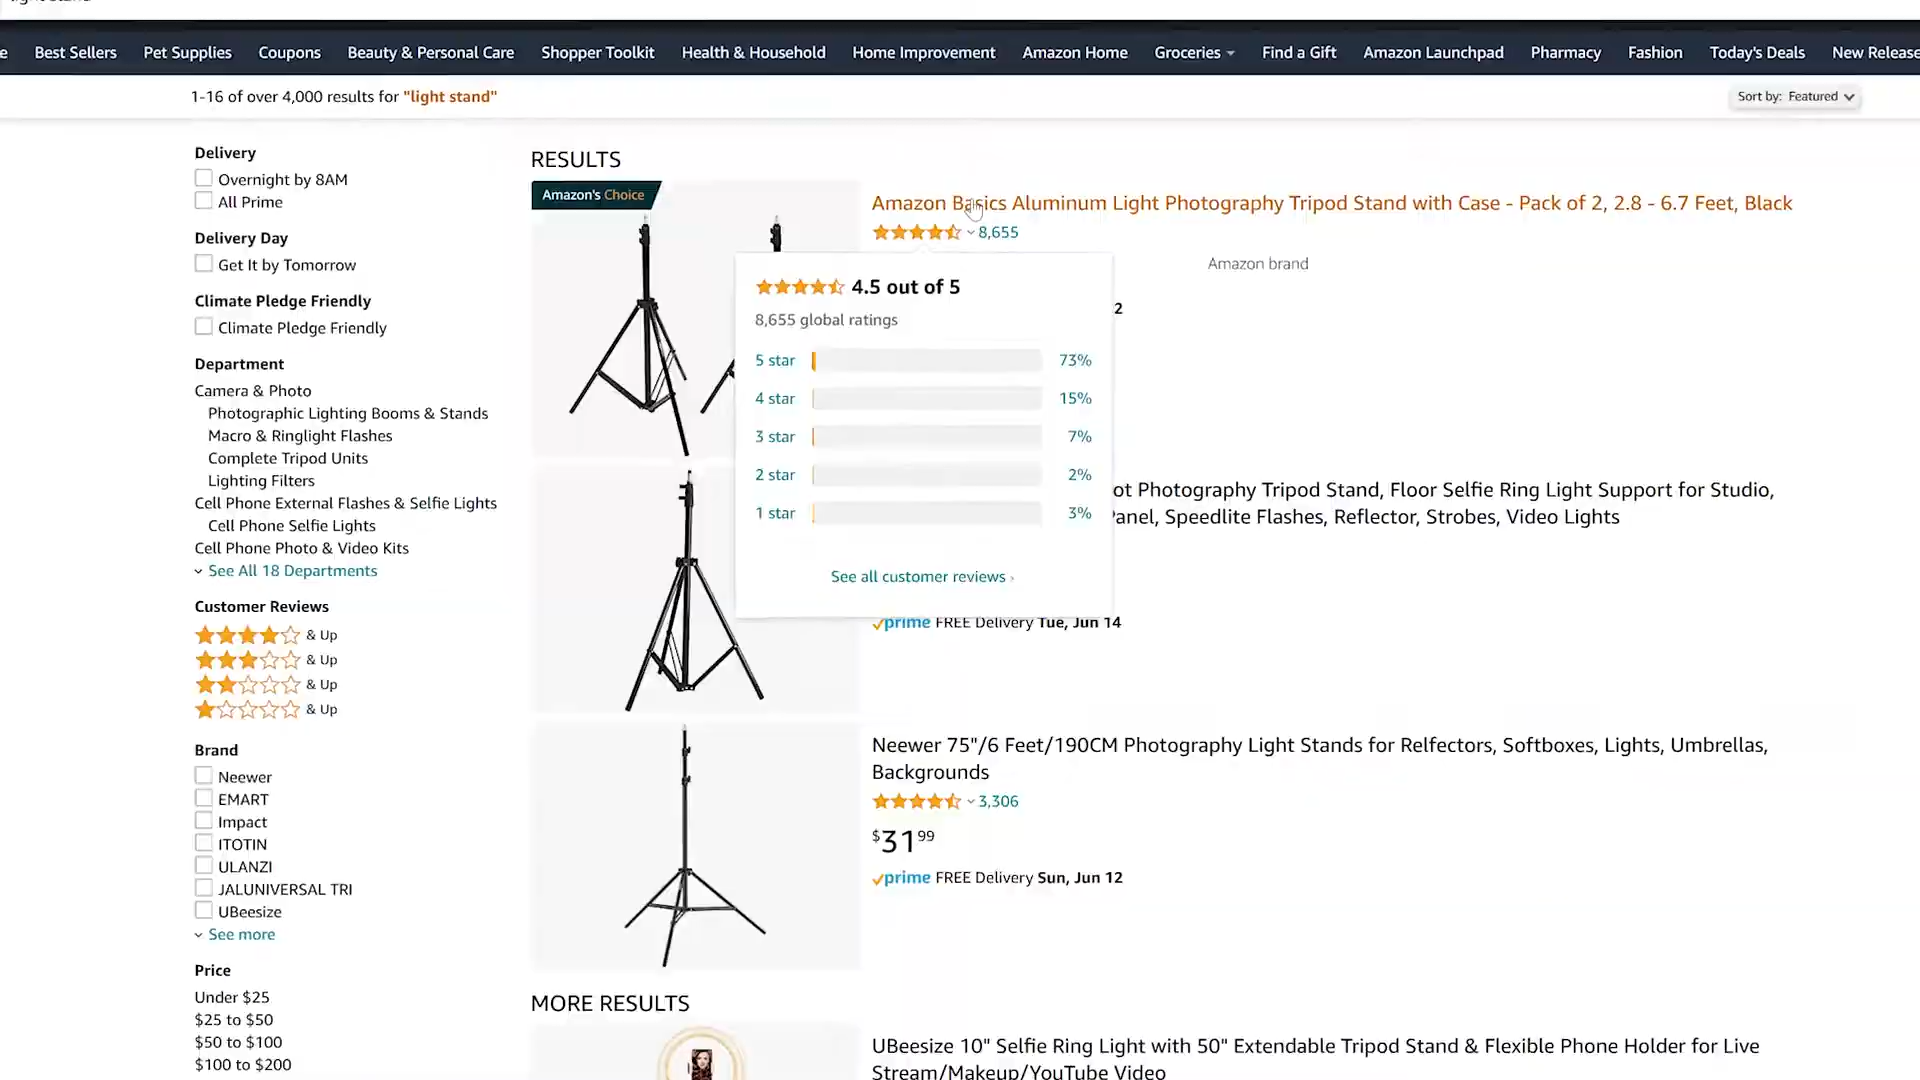 Best Sellers Pet Supplies Coupons Beauty & Personal Care Shopper Toolkit Health & Household Home Improvement Amazon Home Groceries Find a Gift Amazon Launchpad Pharmacy Fashion Today's Deals New Release
1-16 of over 4,000 results for "light stand"
Sort by: Featured
Delivery
Overnight by 8AM
All Prime
Delivery Day
Get It by Tomorrow
Climate Pledge Friendly
Climate Pledge Friendly
Department
Camera & Photo
Photographic Lighting Booms & Stands
Macro & Ringlight Flashes
Complete Tripod Units
Lighting Filters
Cell Phone External Flashes & Selfie Lights
Cell Phone Selfie Lights
Cell Phone Photo & Video Kits
See All 18 Departments
Customer Reviews
& Up
& Up
& Up
& Up
Brand
Neewer
EMART
Impact
ITOTIN
ULANZI
JALUNIVERSAL TRI
UBeesize
See more
Price
Under $25
$25 to $50
$50 to $100
$100 to $200
RESULTS
Amazon's Choice
Amazon Basics Aluminum Light Photography Tripod Stand with Case - Pack of 2, 2.8 - 6.7 Feet, Black
8,655
Amazon brand
2
4.5 out of 5
8,655 global ratings
5 star 73%
4 star 15%
3 star 7%
2 star 2%
1 star 3%
See all customer reviews ›
ot Photography Tripod Stand, Floor Selfie Ring Light Support for Studio,
anel, Speedlite Flashes, Reflector, Strobes, Video Lights
prime FREE Delivery Tue, Jun 14
Neewer 75"/6 Feet/190CM Photography Light Stands for Relfectors, Softboxes, Lights, Umbrellas,
Backgrounds
3,306
$31 99
prime FREE Delivery Sun, Jun 12
MORE RESULTS
UBeesize 10" Selfie Ring Light with 50" Extendable Tripod Stand & Flexible Phone Holder for Live
Stream/Makeup/YouTube Video